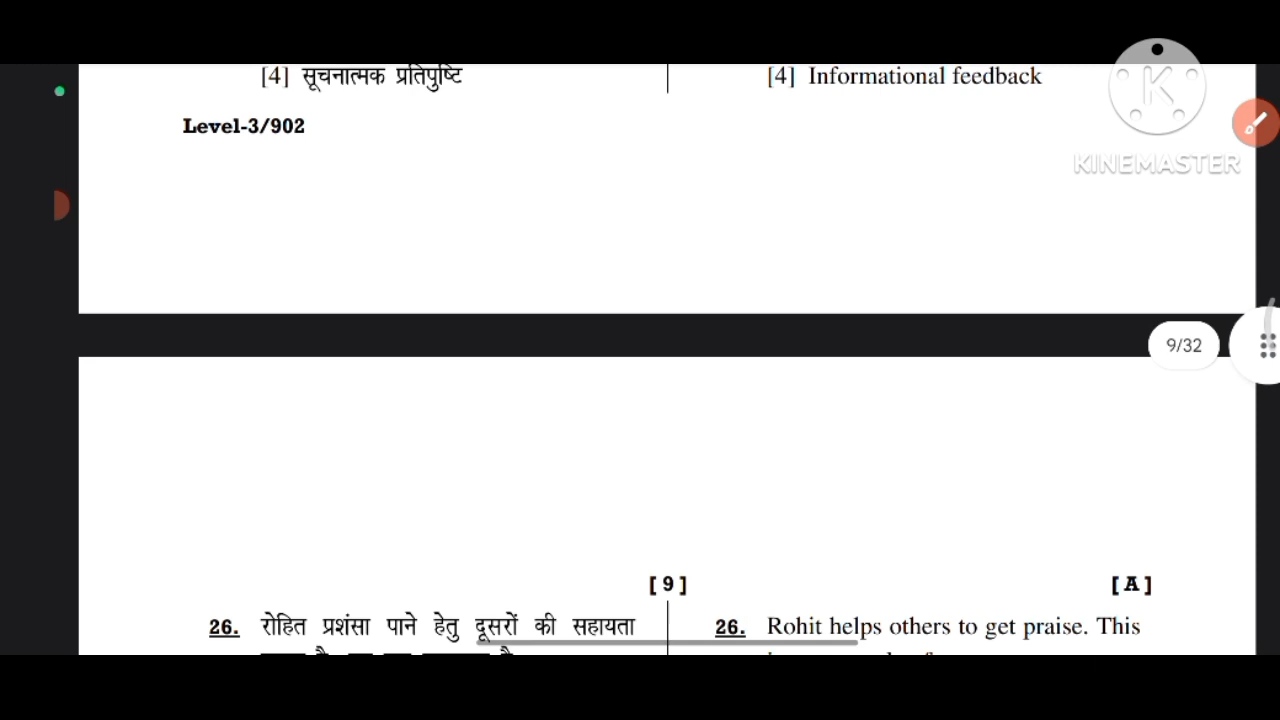 [4] सूचनात्मक प्रतिपुष्टि
[4] Informational feedback
Level-3/902
KINEMASTER
9/32
[ 9 ]
[ A ]
26. रोहित प्रशंसा पाने हेतु दूसरों की सहायता
26. Rohit helps others to get praise. This